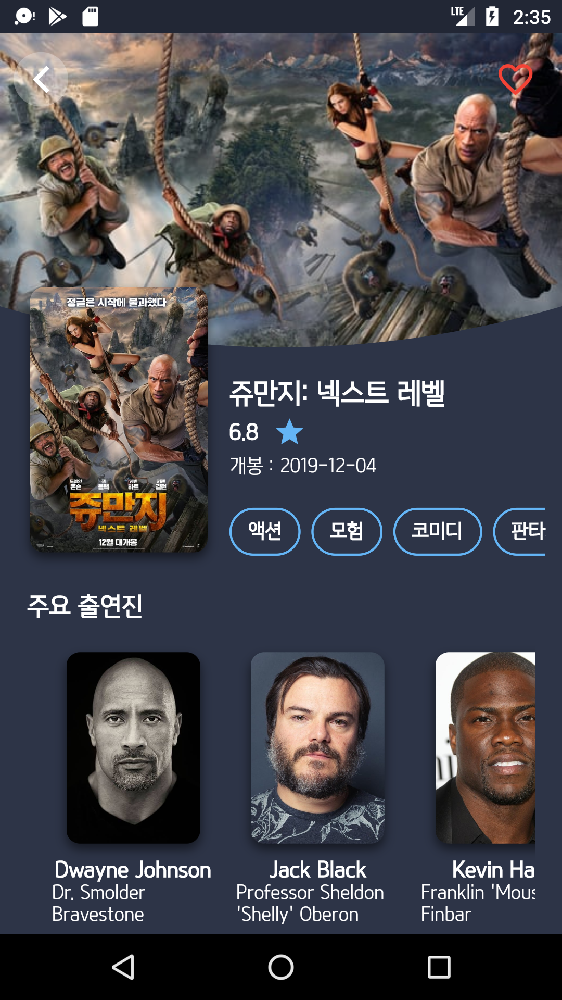 LTE 2:35
정글은 시작에 불과했다
드웨인 존슨
잭 블랙
케빈 하트
카렌 길런
쥬만지
넥스트 레벨
12월 대개봉
쥬만지: 넥스트 레벨
6.8
개봉 : 2019-12-04
액션 모험 코미디 판타
주요 출연진
Dwayne Johnson
Dr. Smolder
Bravestone
Jack Black
Professor Sheldon
'Shelly' Oberon
Kevin Ha
Franklin 'Mous
Finbar